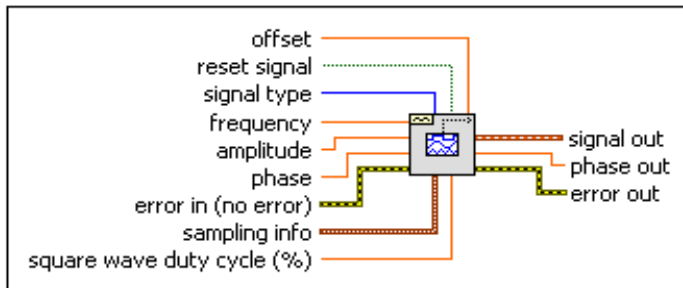 offset
reset signal
signal type
frequency
amplitude
phase
error in (no error)
sampling info
square wave duty cycle (%)
signal out
phase out
error out